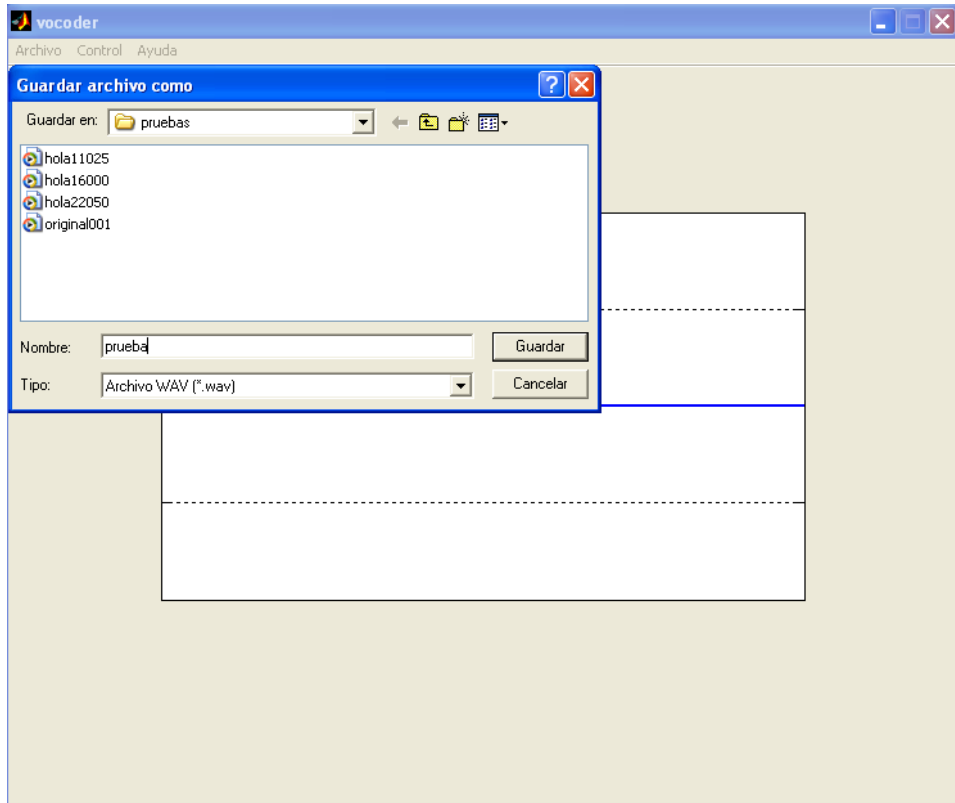 vocoder
Archivo Control Ayuda
Guardar archivo como
Guardar en: pruebas
hola11025
hola16000
hola22050
original001
Nombre: prueba Guardar
Tipo: Archivo WAV (*.wav) Cancelar